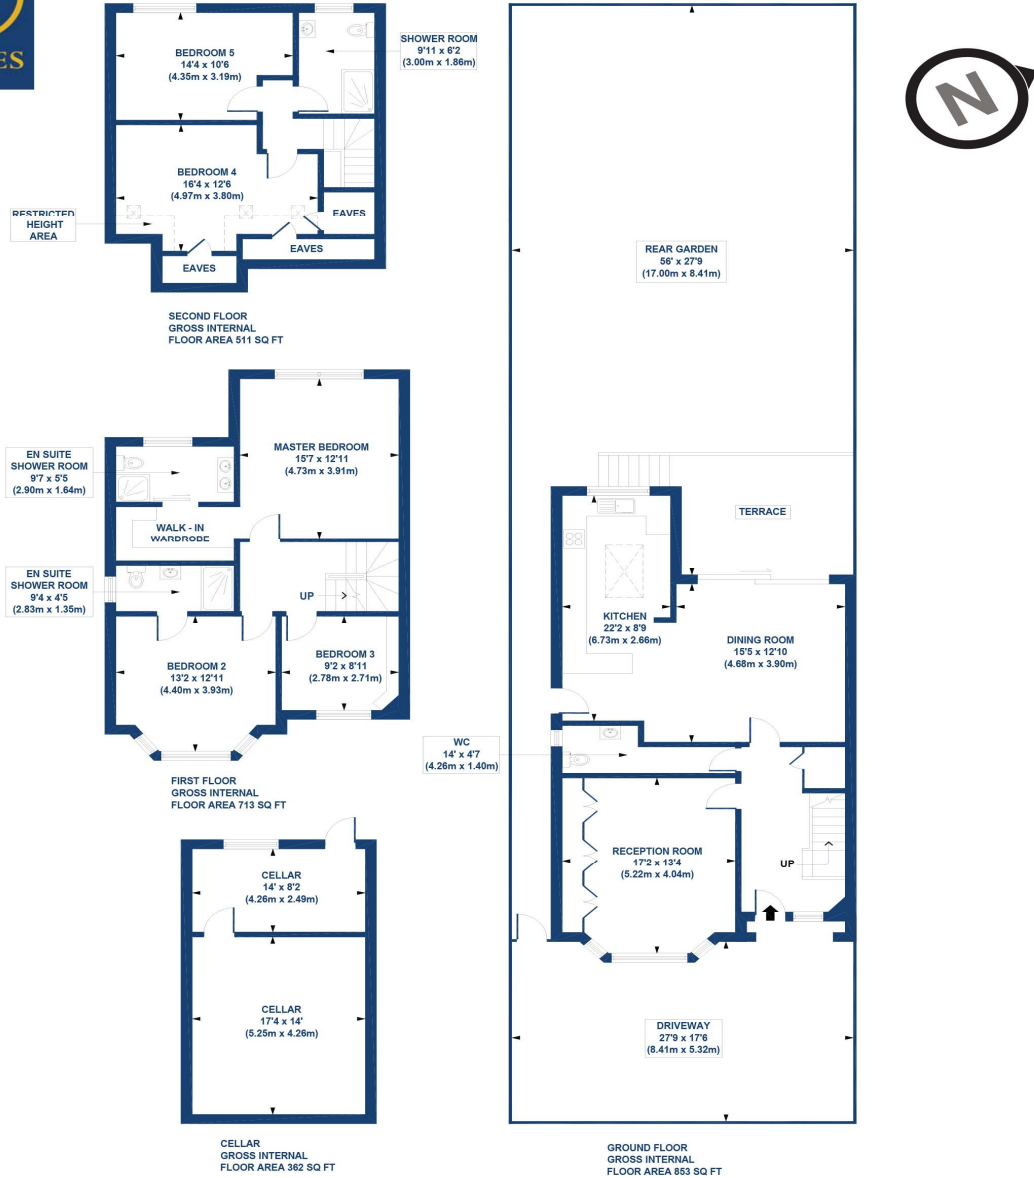 ES
BEDROOM 5
14'4 x 10'6
(4.35m x 3.19m)
SHOWER ROOM
9'11 x 6'2
(3.00m x 1.86m)
BEDROOM 4
16'4 x 12'6
(4.97m x 3.80m)
RESTRICTED
HEIGHT
AREA
EAVES
EAVES
EAVES
SECOND FLOOR
GROSS INTERNAL
FLOOR AREA 511 SQ FT
N
REAR GARDEN
56' x 27'9
(17.00m x 8.41m)
EN SUITE
SHOWER ROOM
9'7 x 5'5
(2.90m x 1.64m)
MASTER BEDROOM
15'7 x 12'11
(4.73m x 3.91m)
WALK - IN
WARDROBE
EN SUITE
SHOWER ROOM
9'4 x 4'5
(2.83m x 1.35m)
UP
BEDROOM 2
13'2 x 12'11
(4.40m x 3.93m)
BEDROOM 3
9'2 x 8'11
(2.78m x 2.71m)
FIRST FLOOR
GROSS INTERNAL
FLOOR AREA 713 SQ FT
TERRACE
KITCHEN
22'2 x 8'9
(6.73m x 2.66m)
DINING ROOM
15'5 x 12'10
(4.68m x 3.90m)
WC
14' x 4'7
(4.26m x 1.40m)
RECEPTION ROOM
17'2 x 13'4
(5.22m x 4.04m)
UP
CELLAR
14' x 8'2
(4.26m x 2.49m)
CELLAR
17'4 x 14'
(5.25m x 4.26m)
DRIVEWAY
27'9 x 17'6
(8.41m x 5.32m)
CELLAR
GROSS INTERNAL
FLOOR AREA 362 SQ FT
GROUND FLOOR
GROSS INTERNAL
FLOOR AREA 853 SQ FT